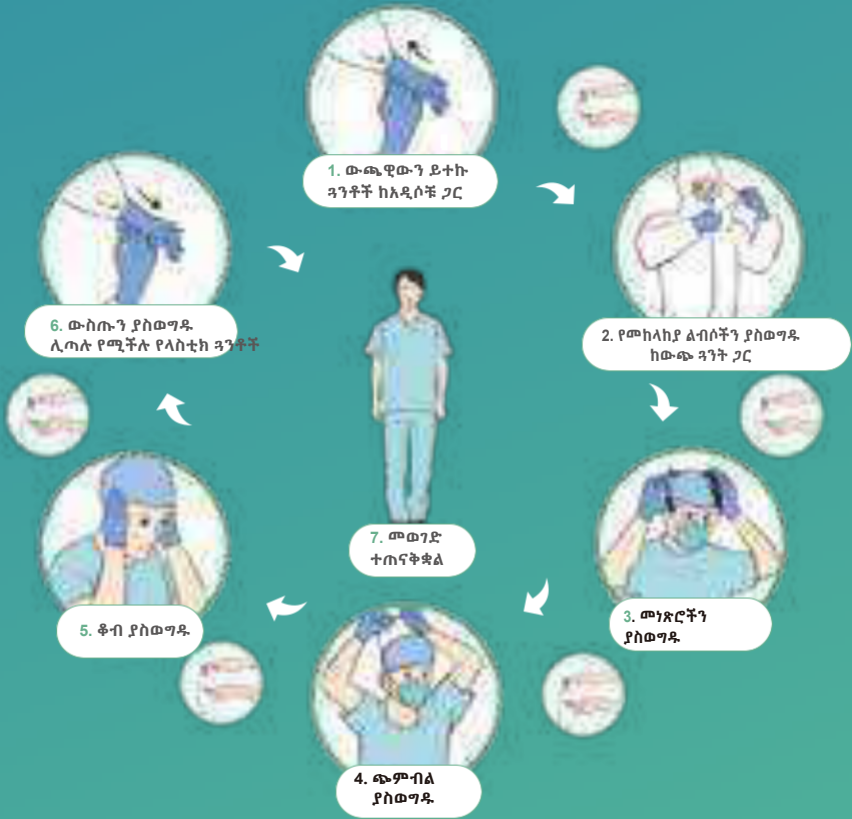 1. ውጫዊውን ይተኩ
ጓንቶች ከአዲሶቹ ጋር
2. የመከላከያ ልብሶችን ያስወግዱ
ከውጭ ጓንት ጋር
3. መነጽሮችን
ያስወግዱ
4. ጭምብል
ያስወግዱ
5. ቆብ ያስወግዱ
6. ውስጡን ያስወግዱ
ሊጣሉ የሚችሉ የላስቲክ ጓንቶች
7. መወገድ
ተጠናቅቋል